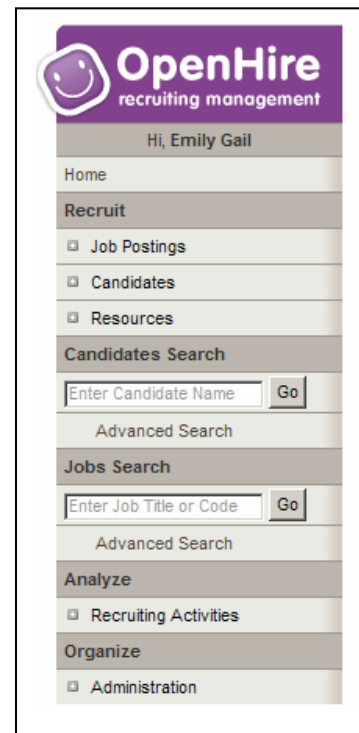 OpenHire
recruiting management
Hi, Emily Gail
Home
Recruit
Job Postings
Candidates
Resources
Candidates Search
Enter Candidate Name Go
Advanced Search
Jobs Search
Enter Job Title or Code Go
Advanced Search
Analyze
Recruiting Activities
Organize
Administration